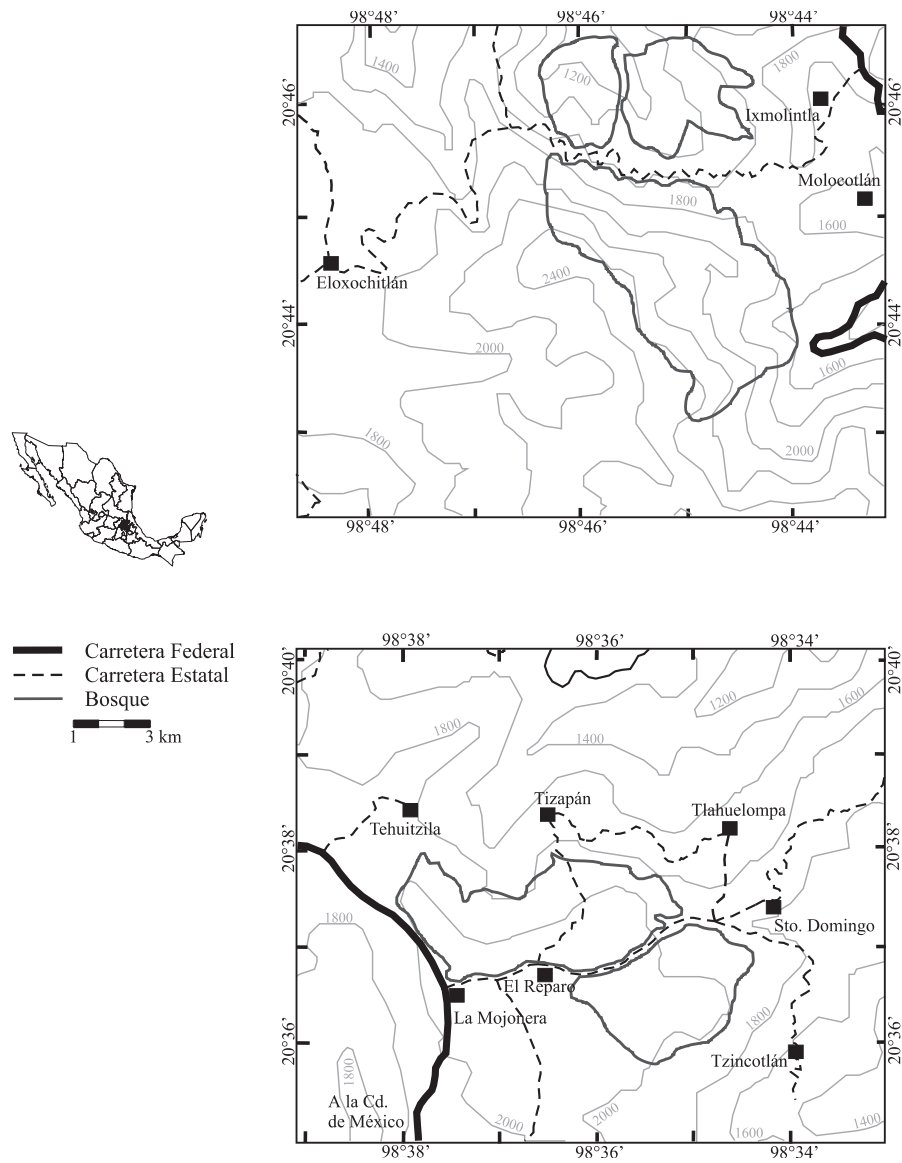 98°48’
98°46’
98°44’
1400
1200
1800
20°46’
20°46’
Ixmolintla
Molocotlán
1800
1600
Eloxochitlán
2400
20°44’
20°44’
2000
1600
1800
2000
98°48’
98°46’
98°44’
Carretera Federal
Carretera Estatal
Bosque
1
3 km
98°38’
98°36’
98°34’
20°40’
20°40’
1200
1600
1800
1400
Tizapán
Tlahuelompa
Tehuitzila
20°38’
20°38’
1800
Sto. Domingo
El Reparo
La Mojonera
1800
20°36’
20°36’
Tzincotlán
1800
A la Cd.
de México
2000
2000
1600
1400
98°38’
98°36’
98°34’